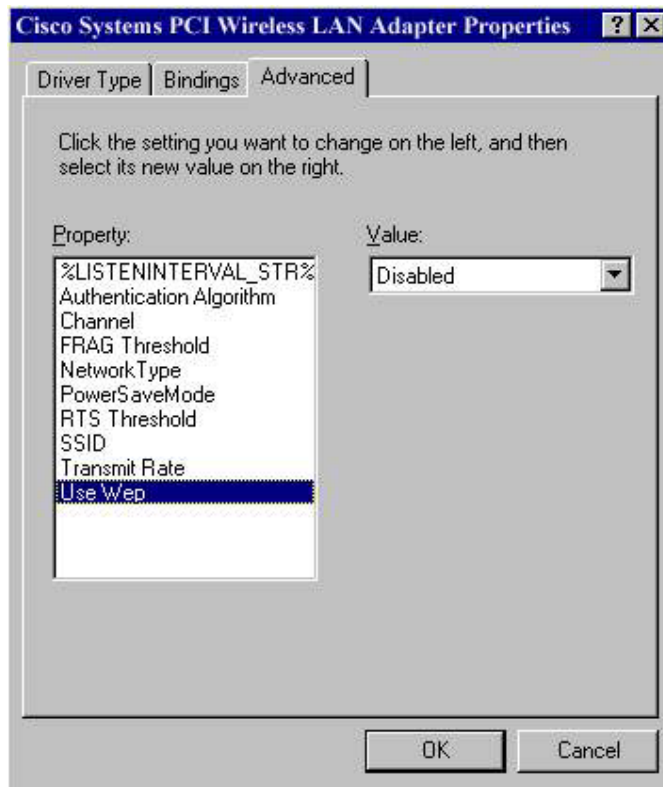 Cisco Systems PCI Wireless LAN Adapter Properties
Driver Type
Bindings
Advanced
Click the setting you want to change on the left, and then
select its new value on the right.
Property:
%LISTENINTERVAL_STR%
Authentication Algorithm
Channel
FRAG Threshold
NetworkType
PowerSaveMode
RTS Threshold
SSID
Transmit Rate
Use Wep
Value:
Disabled
OK
Cancel